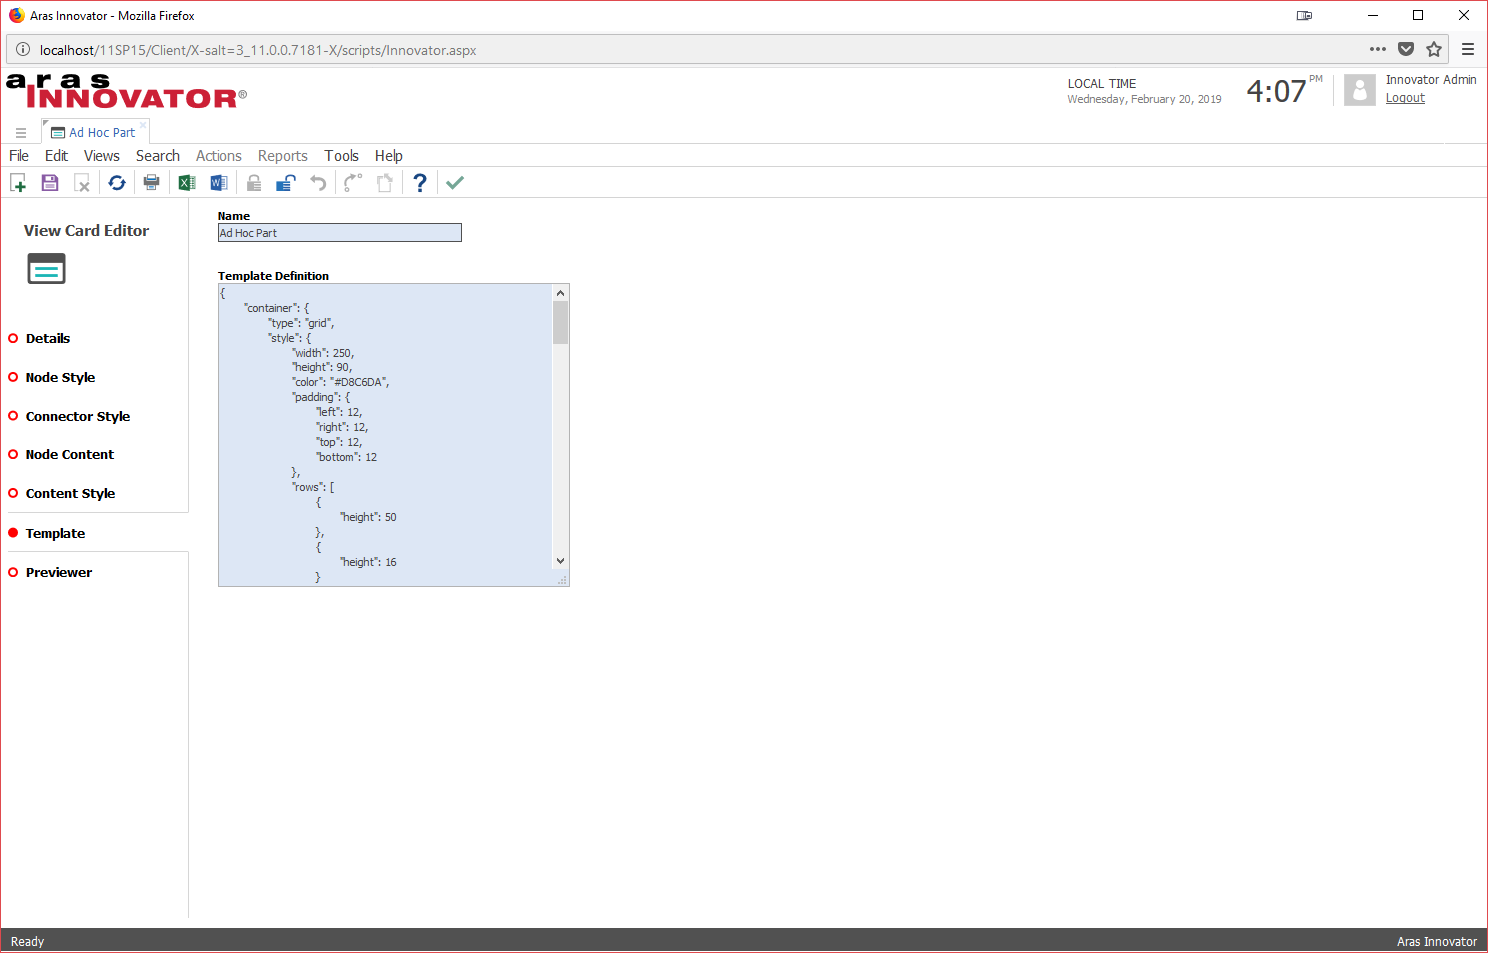 Aras Innovator - Mozilla Firefox
localhost/11SP15/Client/X-salt=3_11.0.0.7181-X/scripts/Innovator.aspx
aras
INNOVATOR®
LOCAL TIME
Wednesday, February 20, 2019
4:07 PM
Innovator Admin
Logout
Ad Hoc Part
File Edit Views Search Actions Reports Tools Help
View Card Editor
Details
Node Style
Connector Style
Node Content
Content Style
Template
Previewer
Name
Ad Hoc Part
Template Definition
{
"container": {
"type": "grid",
"style": {
"width": 250,
"height": 90,
"color": "#D8C6DA",
"padding": {
"left": 12,
"right": 12,
"top": 12,
"bottom": 12
},
"rows": [
{
"height": 50
},
{
"height": 16
}
Ready
Aras Innovator